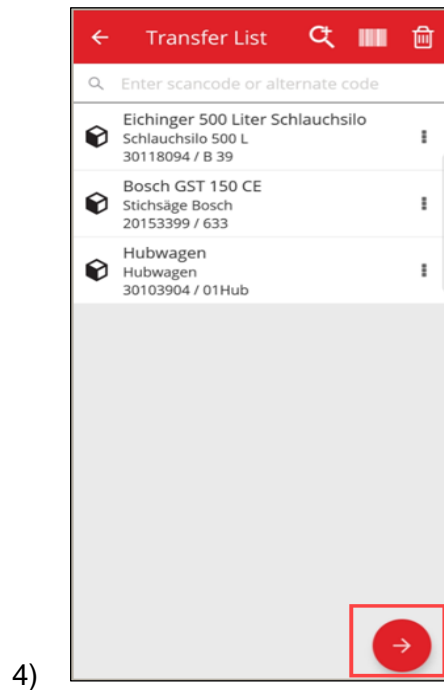 Transfer List
Enter scancode or alternate code
Eichinger 500 Liter Schlauchsilo
Schlauchsilo 500 L
30118094 / B 39
Bosch GST 150 CE
Stichsäge Bosch
20153399 / 633
Hubwagen
Hubwagen
30103904 / 01Hub
4)